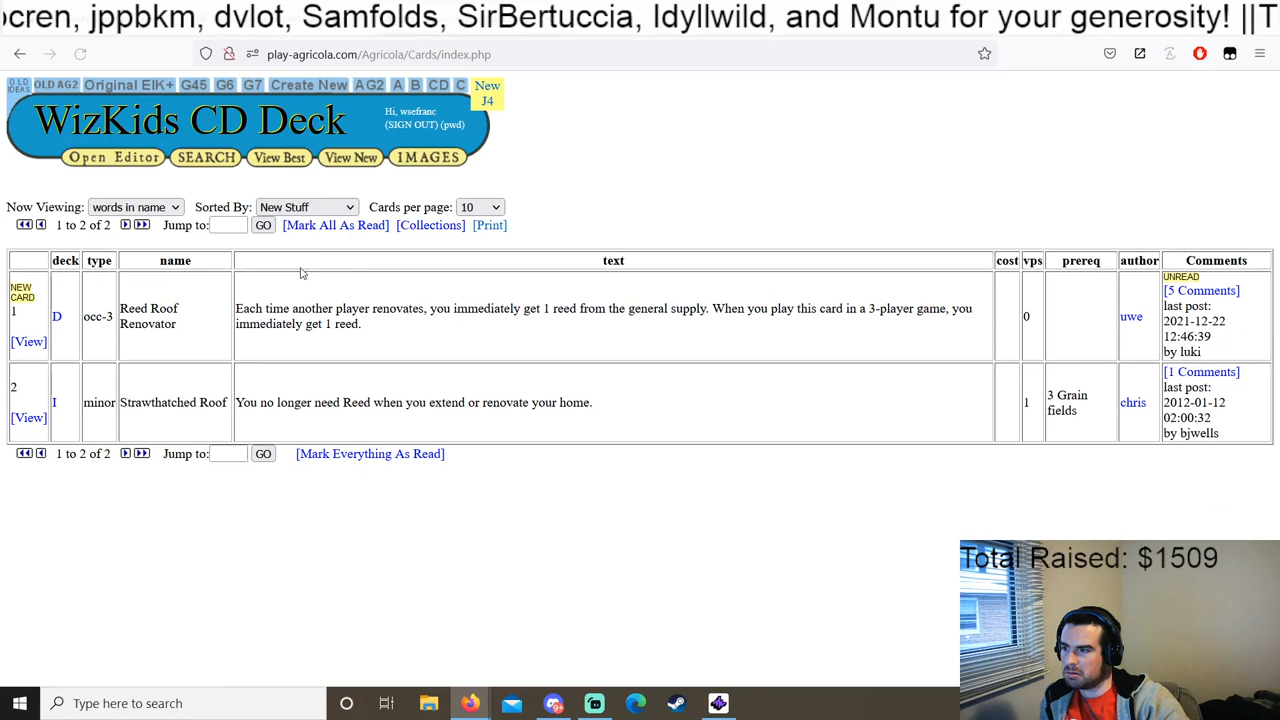 ocren, jppbkm, dvlot, Samfolds, SirBertuccia, Idyllwild, and Montu for your generosity! ||T
play-agricola.com/Agricola/Cards/index.php
OLD IDEAS OLD AG2 Original EIK+ G45 G6 G7 Create New AG2 A B CD C New J4
WizKids CD Deck
Hi, wsefranc
(SIGN OUT) (pwd)
Open Editor SEARCH View Best View New IMAGES
Now Viewing: words in name Sorted By: New Stuff Cards per page: 10
1 to 2 of 2 Jump to: GO [Mark All As Read] [Collections] [Print]
deck type name text cost vps prereq author Comments
NEW CARD
1
[View]
D
occ-3
Reed Roof
Renovator
Each time another player renovates, you immediately get 1 reed from the general supply. When you play this card in a 3-player game, you
immediately get 1 reed.
0
uwe
UNREAD
[5 Comments]
last post:
2021-12-22
12:46:39
by luki
2
[View]
I
minor
Strawthatched Roof
You no longer need Reed when you extend or renovate your home.
1
3 Grain
fields
chris
[1 Comments]
last post:
2012-01-12
02:00:32
by bjwells
1 to 2 of 2 Jump to: GO [Mark Everything As Read]
Total Raised: $1509
Type here to search